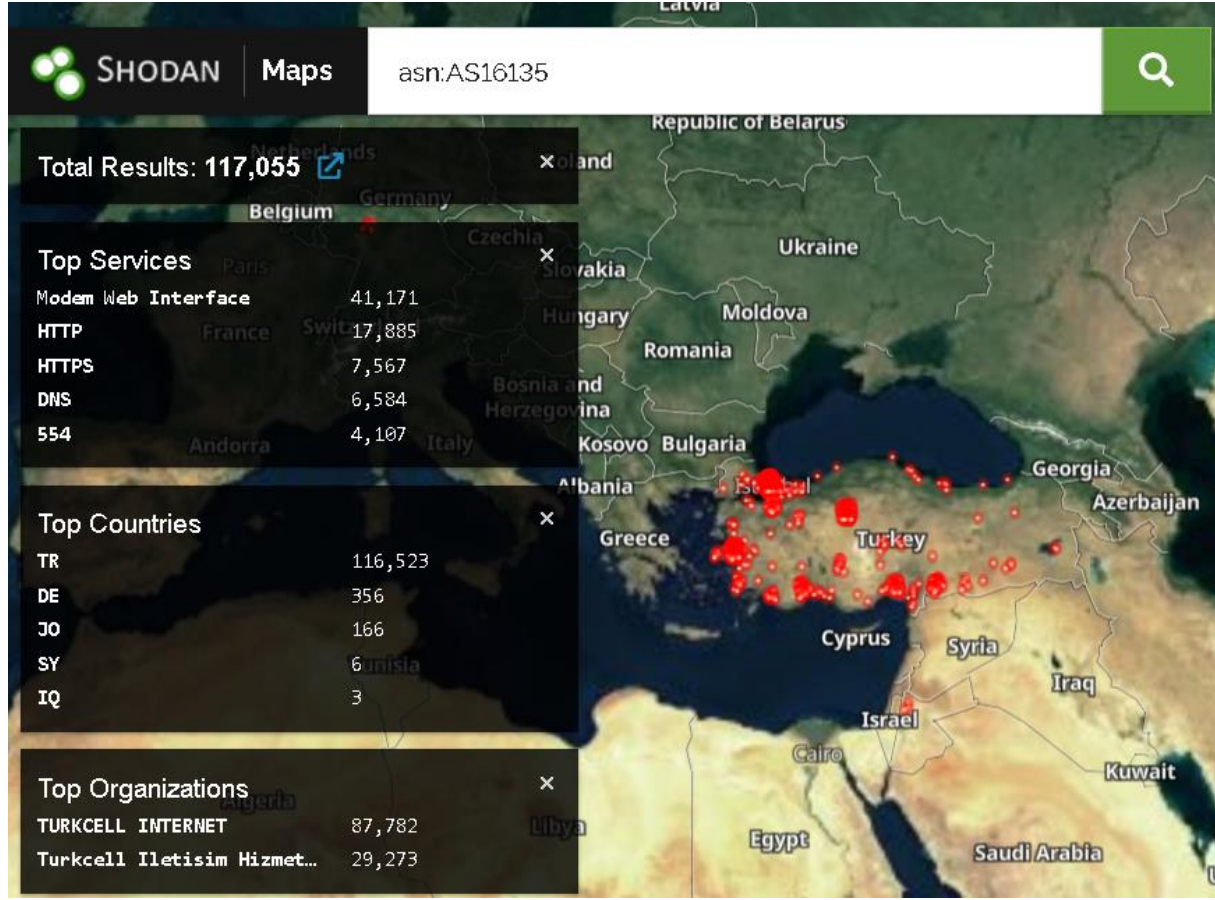 Latvia
SHODAN Maps asn:AS16135
Republic of Belarus
Netherlands
Total Results: 117,055
oland
Germany
Belgium
Czechia
Ukraine
Top Services
Paris
ovakia
Modem Web Interface 41,171
Hungary
Moldova
HTTP 17,885
France
Romania
HTTPS 7,567
Bosnia and
Herzegovina
DNS 6,584
554 4,107
Andorra
Italy
Kosovo
Bulgaria
Georgia
Albania
Istanbul
Azerbaijan
Top Countries
Greece
Turkey
TR 116,523
DE 356
JO 166
Cyprus
Syria
SY 6
Tunisia
Iraq
IQ 3
Israel
Cairo
Kuwait
Top Organizations
Algeria
TURKCELL INTERNET 87,782
Libya
Egypt
Turkcell Iletisim Hizmet... 29,273
Saudi Arabia